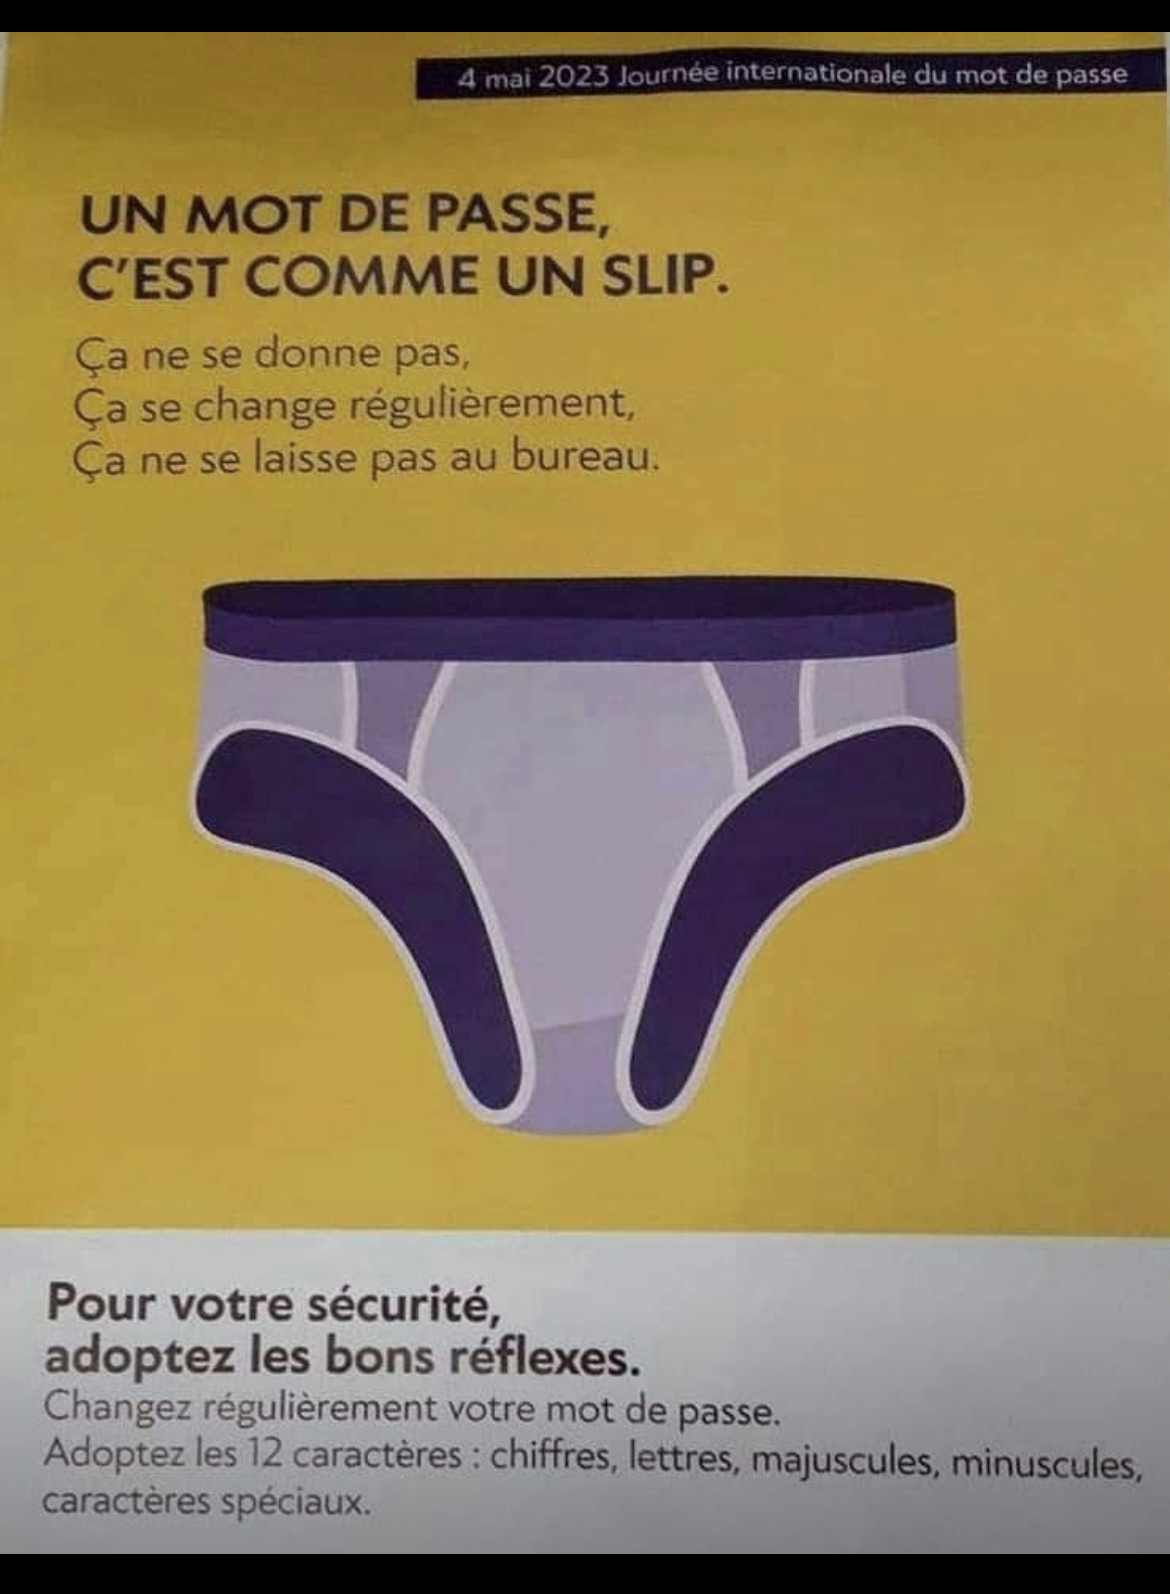 4 mai 2023 Journée internationale du mot de passe
UN MOT DE PASSE,
C'EST COMME UN SLIP.
Ça ne se donne pas,
Ça se change régulièrement,
Ça ne se laisse pas au bureau.
Pour votre sécurité,
adoptez les bons réflexes.
Changez régulièrement votre mot de passe.
Adoptez les 12 caractères : chiffres, lettres, majuscules, minuscules,
caractères spéciaux.